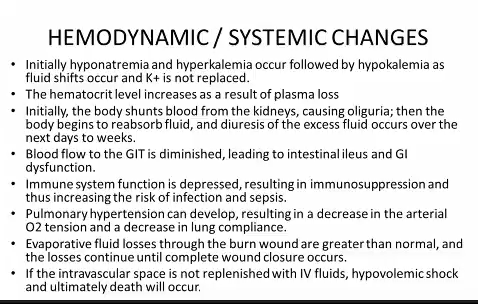 HEMODYNAMIC / SYSTEMIC CHANGES
• Initially hyponatremia and hyperkalemia occur followed by hypokalemia as
fluid shifts occur and K+ is not replaced.
• The hematocrit level increases as a result of plasma loss
• Initially, the body shunts blood from the kidneys, causing oliguria; then the
body begins to reabsorb fluid, and diuresis of the excess fluid occurs over the
next days to weeks.
• Blood flow to the GIT is diminished, leading to intestinal ileus and GI
dysfunction.
• Immune system function is depressed, resulting in immunosuppression and
thus increasing the risk of infection and sepsis.
• Pulmonary hypertension can develop, resulting in a decrease in the arterial
O2 tension and a decrease in lung compliance.
• Evaporative fluid losses through the burn wound are greater than normal, and
the losses continue until complete wound closure occurs.
• If the intravascular space is not replenished with IV fluids, hypovolemic shock
and ultimately death will occur.